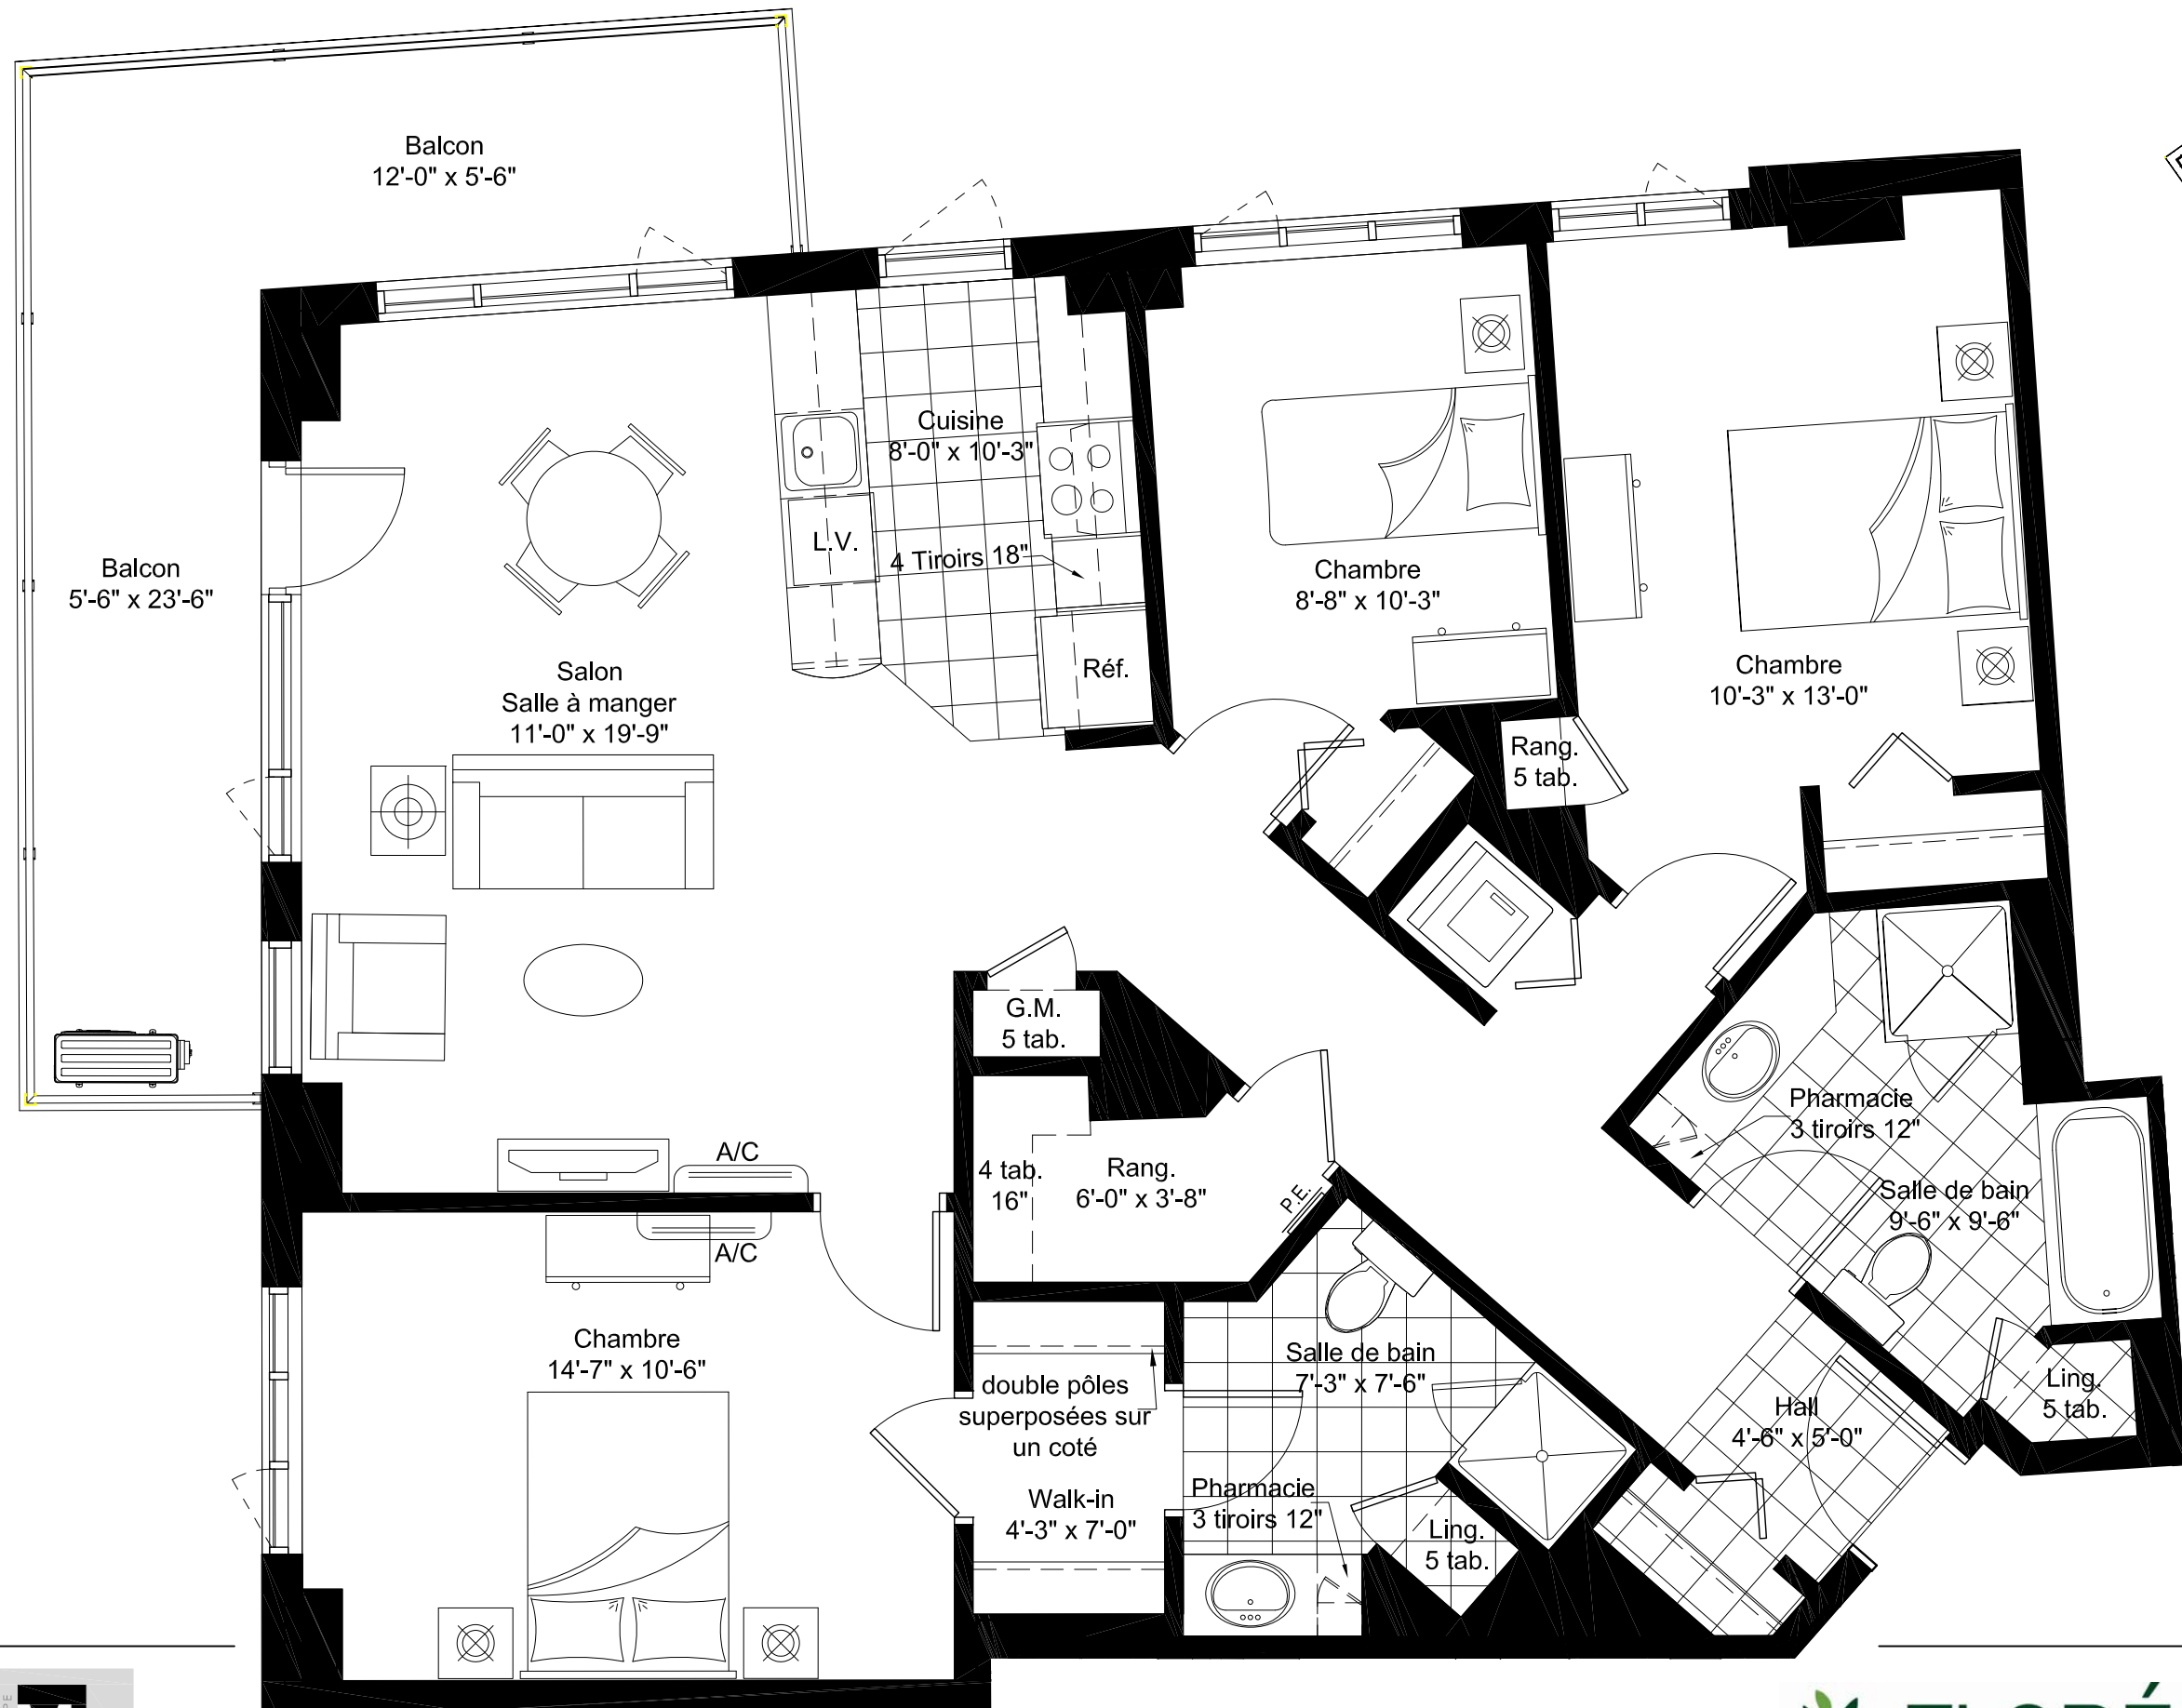 Balcon
12'-0" x 5'-6"
Cuisine
8'-0" x 10'-3"
L.V.
4 Tiroirs 18"
Réf.
Balcon
5'-6" x 23'-6"
Chambre
8'-8" x 10'-3"
Salon
Salle à manger
11'-0" x 19'-9"
Chambre
10'-3" x 13'-0"
Rang.
5 tab.
G.M.
5 tab.
Pharmacie
3 tiroirs 12"
A/C
4 tab.
16"
Rang.
6'-0" x 3'-8"
P.E.
Salle de bain
9'-6" x 9'-6"
A/C
Chambre
14'-7" x 10'-6"
Salle de bain
7'-3" x 7'-6"
double pôles
superposées sur
un coté
Ling.
5 tab.
Hall
4'-6" x 5'-0"
Walk-in
4'-3" x 7'-0"
Pharmacie
3 tiroirs 12"
Ling.
5 tab.